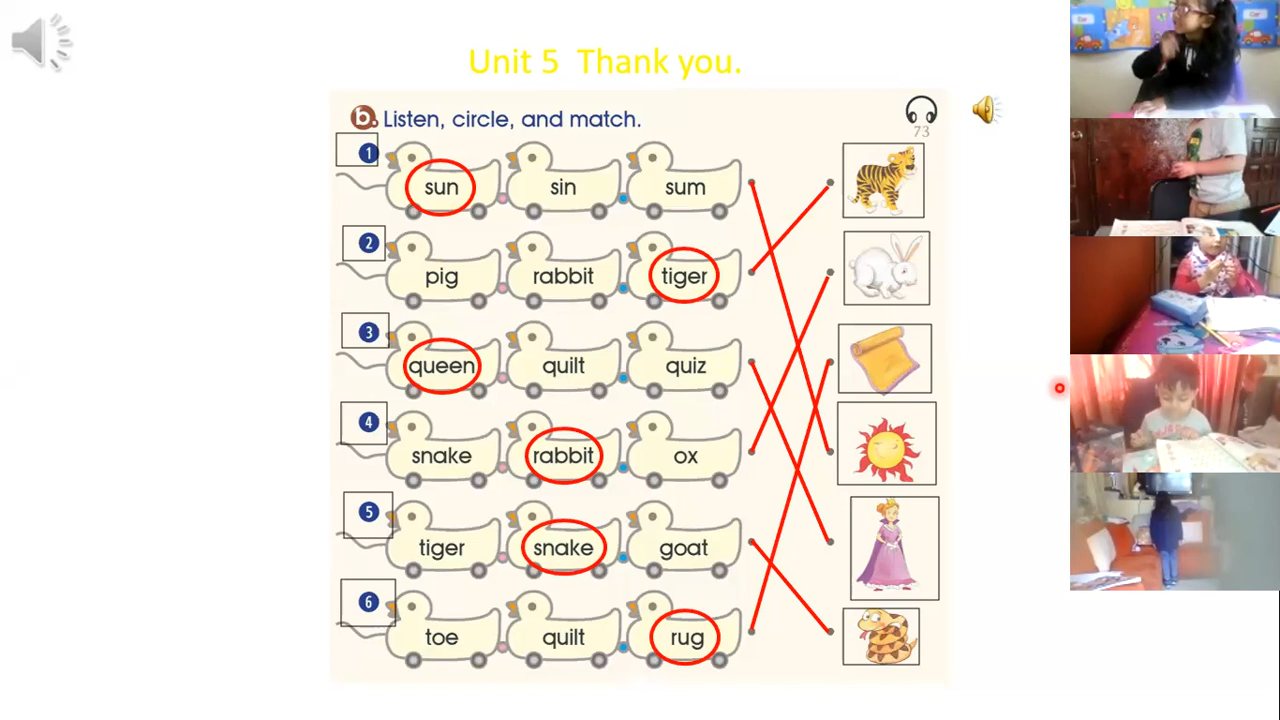 Unit 5 Thank you.
b. Listen, circle, and match.
73
1 sun sin sum
2 pig rabbit tiger
3 queen quilt quiz
4 snake rabbit ox
5 tiger snake goat
6 toe quilt rug